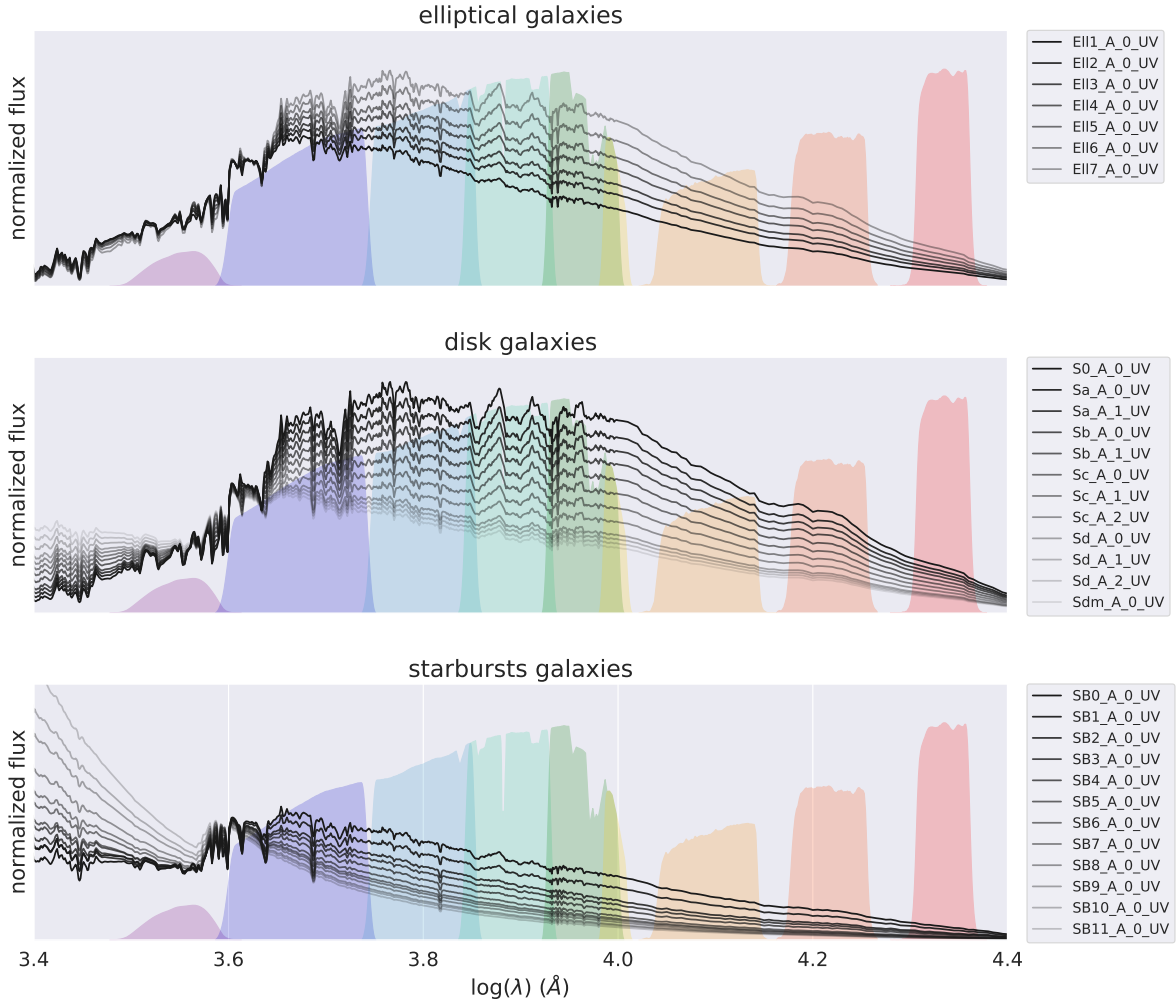 elliptical galaxies
normalized flux
Ell1_A_0_UV
Ell2_A_0_UV
Ell3_A_0_UV
Ell4_A_0_UV
Ell5_A_0_UV
Ell6_A_0_UV
Ell7_A_0_UV
disk galaxies
normalized flux
S0_A_0_UV
Sa_A_0_UV
Sa_A_1_UV
Sb_A_0_UV
Sb_A_1_UV
Sc_A_0_UV
Sc_A_1_UV
Sc_A_2_UV
Sd_A_0_UV
Sd_A_1_UV
Sd_A_2_UV
Sdm_A_0_UV
starbursts galaxies
normalized flux
SB0_A_0_UV
SB1_A_0_UV
SB2_A_0_UV
SB3_A_0_UV
SB4_A_0_UV
SB5_A_0_UV
SB6_A_0_UV
SB7_A_0_UV
SB8_A_0_UV
SB9_A_0_UV
SB10_A_0_UV
SB11_A_0_UV
3.4 3.6 3.8 4.0 4.2 4.4
log(λ) (Å)